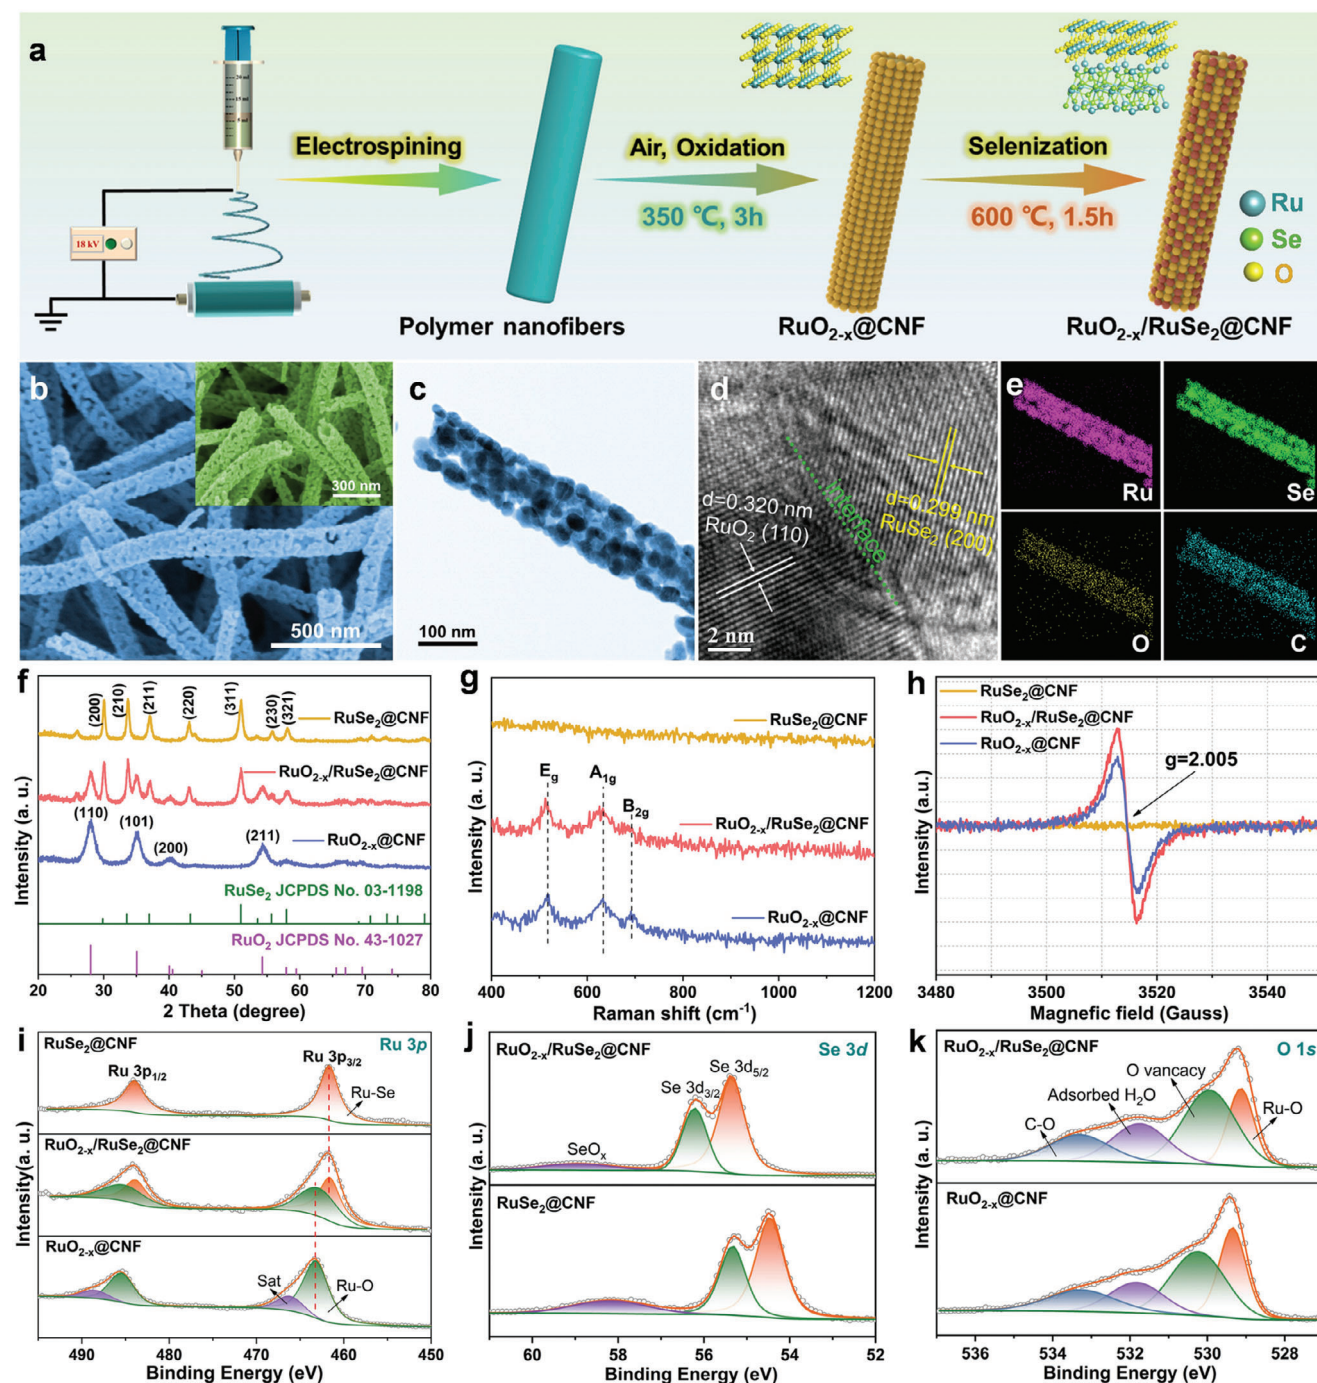 a
20 ml
15 ml
5 ml
18 kV
Electrospining
Air, Oxidation
350 ℃, 3h
Selenization
600 ℃, 1.5h
Ru
Se
O
Polymer nanofibers
RuO2-x@CNF
RuO2-x/RuSe2@CNF
b
300 nm
500 nm
c
100 nm
d
d=0.320 nm
RuO2 (110)
Interface
d=0.299 nm
RuSe2 (200)
2 nm
e
Ru
Se
O
C
f
(200)
(210)
(211)
(220)
(311)
(230)
(321)
RuSe2@CNF
RuO2-x/RuSe2@CNF
(110)
(101)
(200)
(211)
RuO2-x@CNF
RuSe2 JCPDS No. 03-1198
RuO2 JCPDS No. 43-1027
Intensity (a. u.)
20 30 40 50 60 70 80
2 Theta (degree)
g
RuSe2@CNF
Eg
A1g
B2g
RuO2-x/RuSe2@CNF
RuO2-x@CNF
Intensity (a. u.)
400 600 800 1000 1200
Raman shift (cm-1)
h
RuSe2@CNF
RuO2-x/RuSe2@CNF
RuO2-x@CNF
g=2.005
Intensity (a.u.)
3480 3510 3520 3540
Magnefic field (Gauss)
i
RuSe2@CNF
Ru 3p
Ru 3p1/2
Ru 3p3/2
Ru-Se
RuO2-x/RuSe2@CNF
RuO2-x@CNF
Sat
Ru-O
Intensity(a. u.)
490 480 470 460 450
Binding Energy (eV)
j
RuO2-x/RuSe2@CNF
Se 3d
Se 3d5/2
Se 3d3/2
SeOx
RuSe2@CNF
Intensity (a. u.)
60 58 56 54 52
Binding Energy (eV)
k
RuO2-x/RuSe2@CNF
O 1s
O vancacy
Adsorbed H2O
C-O
Ru-O
RuO2-x@CNF
Intensity (a. u.)
536 533 530 528
Binding Energy (eV)